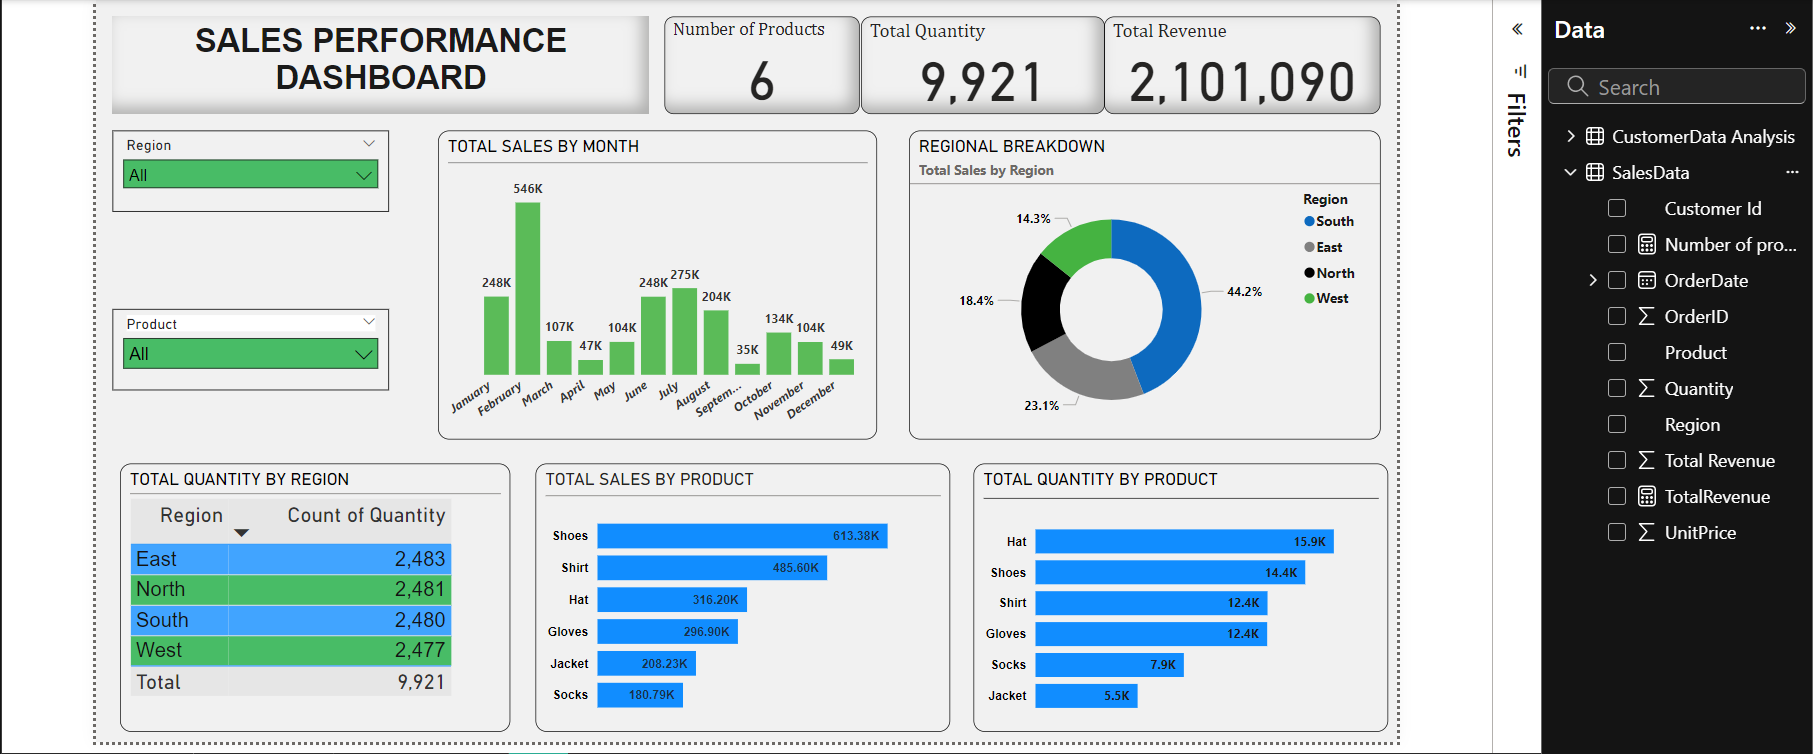 SALES PERFORMANCE
DASHBOARD
Number of Products
6
Total Quantity
9,921
Total Revenue
2,101,090
Region
All
Product
All
TOTAL SALES BY MONTH
248K
546K
107K
47K
104K
248K
275K
204K
35K
134K
104K
49K
January
February
March
April
May
June
July
August
Septem...
October
November
December
REGIONAL BREAKDOWN
Total Sales by Region
14.3%
18.4%
23.1%
44.2%
Region
South
East
North
West
TOTAL QUANTITY BY REGION
Region Count of Quantity
East 2,483
North 2,481
South 2,480
West 2,477
Total 9,921
TOTAL SALES BY PRODUCT
Shoes 613.38K
Shirt 485.60K
Hat 316.20K
Gloves 296.90K
Jacket 208.23K
Socks 180.79K
TOTAL QUANTITY BY PRODUCT
Hat 15.9K
Shoes 14.4K
Shirt 12.4K
Gloves 12.4K
Socks 7.9K
Jacket 5.5K
Filters
Data
Search
CustomerData Analysis
SalesData
Customer Id
Number of pro...
OrderDate
OrderID
Product
Quantity
Region
Total Revenue
TotalRevenue
UnitPrice